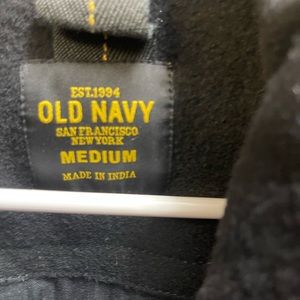 EST.1994
OLD NAVY
SAN FRANCISCO
NEW YORK
MEDIUM
MADE IN INDIA